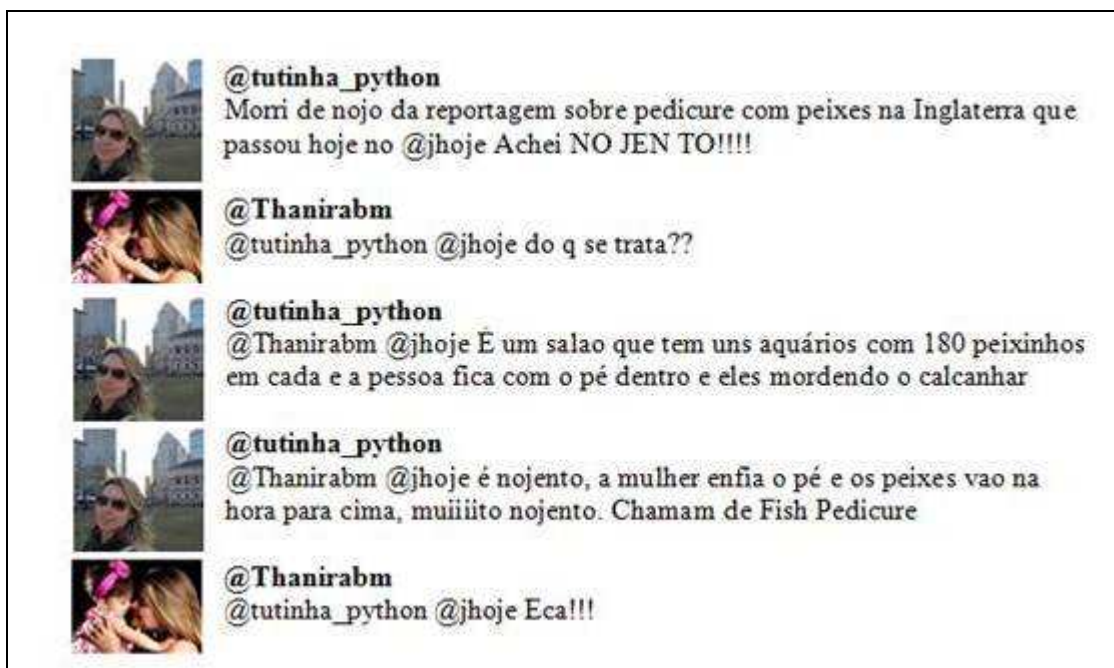 @tutinha_python
Morri de nojo da reportagem sobre pedicure com peixes na Inglaterra que
passou hoje no @jhoje Achei NO JEN TO!!!!
@Thanirabm
@tutinha_python @jhoje do q se trata??
@tutinha_python
@Thanirabm @jhoje É um salao que tem uns aquários com 180 peixinhos
em cada e a pessoa fica com o pé dentro e eles mordendo o calcanhar
@tutinha_python
@Thanirabm @jhoje é nojento, a mulher enfia o pé e os peixes vao na
hora para cima, muiiiito nojento. Chamam de Fish Pedicure
@Thanirabm
@tutinha_python @jhoje Eca!!!